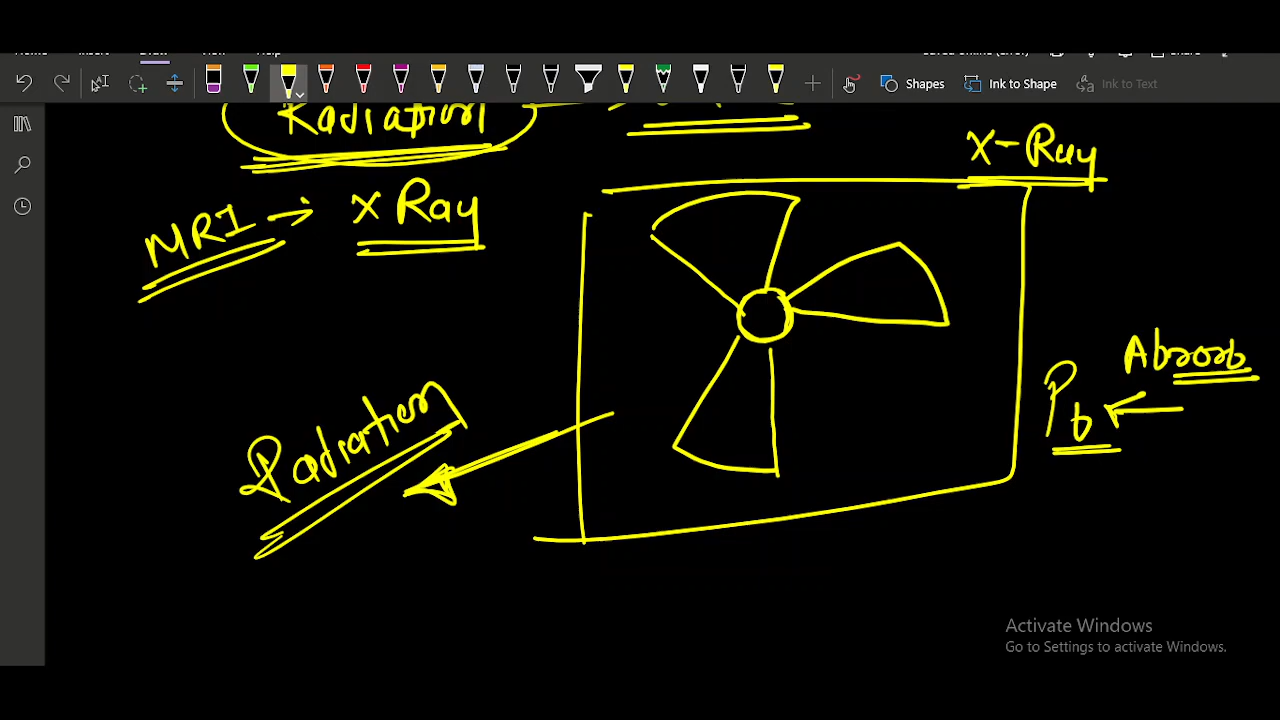 Shapes
Ink to Shape
Ink to Text
Radiation
X-Ray
MRI → X Ray
Absorb
Pb
Radiation
Activate Windows
Go to Settings to activate Windows.